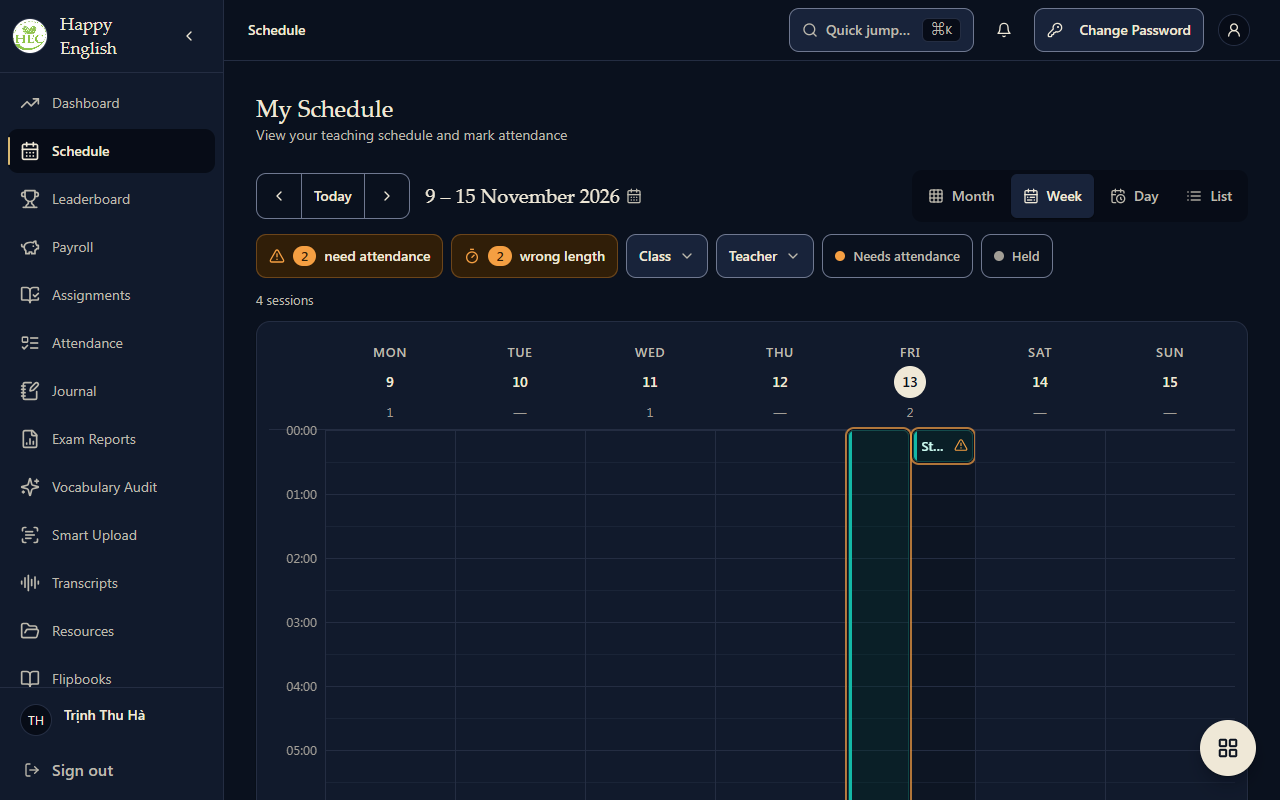 HEC
Happy
English
Schedule
Quick jump...
⌘K
Change Password
Dashboard
Schedule
Leaderboard
Payroll
Assignments
Attendance
Journal
Exam Reports
Vocabulary Audit
Smart Upload
Transcripts
Resources
Flipbooks
TH
Trịnh Thu Hà
Sign out
My Schedule
View your teaching schedule and mark attendance
Today
9 – 15 November 2026
Month
Week
Day
List
2 need attendance
2 wrong length
Class
Teacher
Needs attendance
Held
4 sessions
MON TUE WED THU FRI SAT SUN
9 10 11 12 13 14 15
1 — 1 — 2 — —
00:00
St...
01:00
02:00
03:00
04:00
05:00